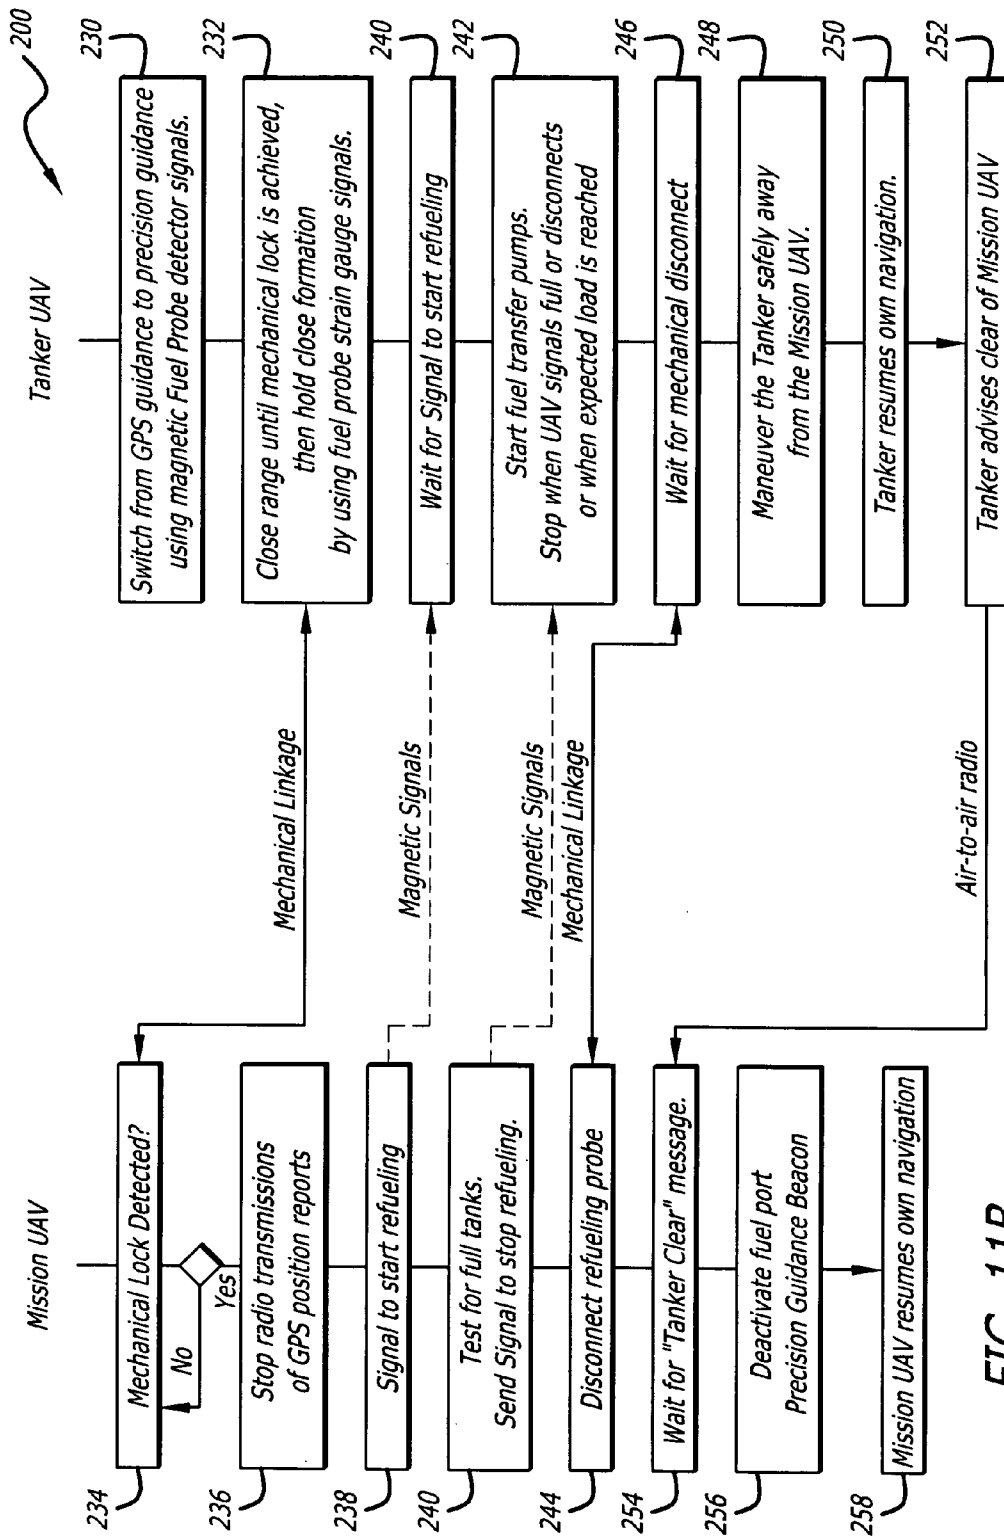 200
Mission UAV
Tanker UAV
Switch from GPS guidance to precision guidance
using magnetic Fuel Probe detector signals.
230
234
Mechanical Lock Detected?
No
Yes
Mechanical Linkage
Close range until mechanical lock is achieved,
then hold close formation
by using fuel probe strain gauge signals.
232
236
Stop radio transmissions
of GPS position reports
238
Signal to start refueling
Magnetic Signals
Wait for Signal to start refueling
240
240
Test for full tanks.
Send Signal to stop refueling.
Magnetic Signals
Start fuel transfer pumps.
Stop when UAV signals full or disconnects
or when expected load is reached
242
244
Disconnect refueling probe
Mechanical Linkage
Wait for mechanical disconnect
246
254
Wait for "Tanker Clear" message.
Maneuver the Tanker safely away
from the Mission UAV.
248
256
Deactivate fuel port
Precision Guidance Beacon
Tanker resumes own navigation.
250
258
Mission UAV resumes own navigation
Air-to-air radio
Tanker advises clear of Mission UAV
252
FIG. 11B